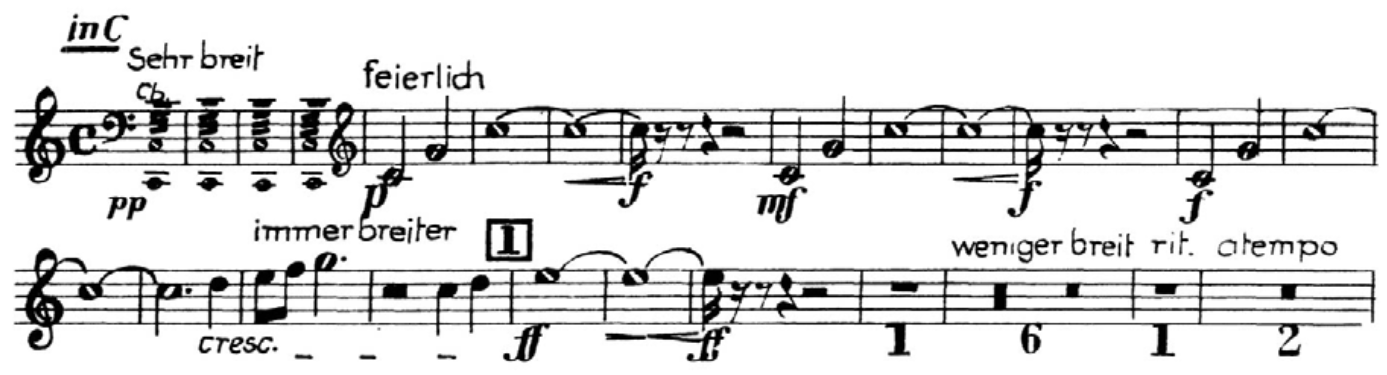 in C
Sehr breit
Cb.
feierlich
pp p f mf f f
immer breiter 1 weniger breit rit. a tempo
cresc. ff ff 1 6 1 2